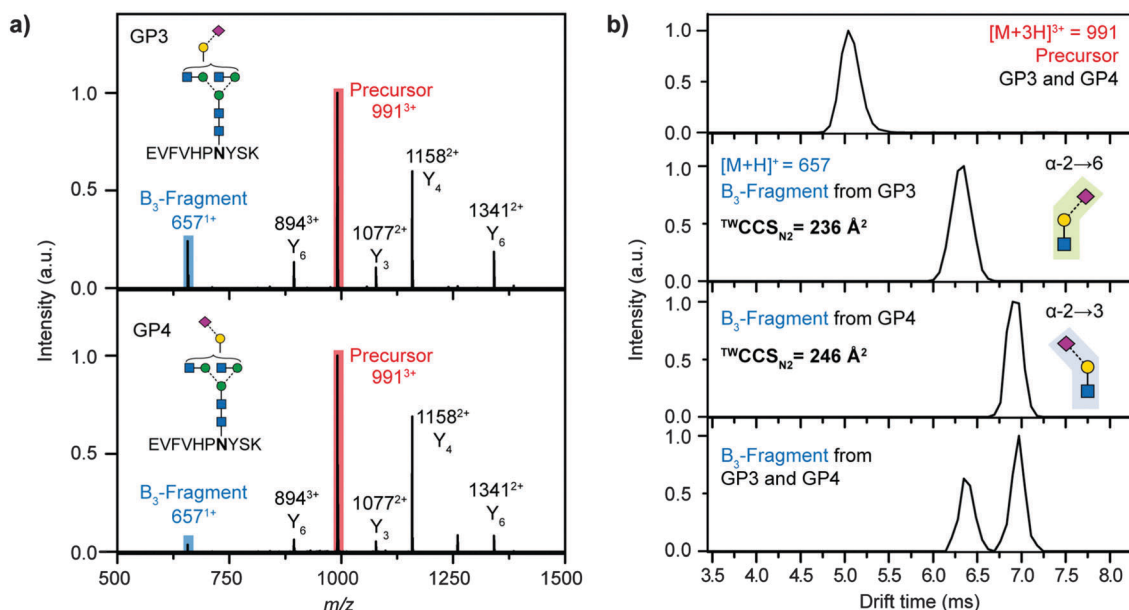 a)
GP3
EVFVHPNYSK
B₃-Fragment
657¹⁺
Precursor
991³⁺
894³⁺
Y₆
1077²⁺
Y₃
1158²⁺
Y₄
1341²⁺
Y₆
1.0
0.5
0.0
GP4
EVFVHPNYSK
B₃-Fragment
657¹⁺
Precursor
991³⁺
894³⁺
Y₆
1077²⁺
Y₃
1158²⁺
Y₄
1341²⁺
Y₆
1.0
0.5
0.0
Intensity (a.u.)
500 750 1000 1250 1500
m/z
b)
[M+3H]³⁺ = 991
Precursor
GP3 and GP4
1.0
0.5
0.0
[M+H]⁺ = 657
B₃-Fragment from GP3
ᵀᵂCCS_N2 = 236 Å²
α-2→6
1.0
0.5
0.0
B₃-Fragment from GP4
ᵀᵂCCS_N2 = 246 Å²
α-2→3
1.0
0.5
0.0
B₃-Fragment from
GP3 and GP4
1.0
0.5
0.0
Intensity (a.u.)
3.5 4.0 4.5 5.0 5.5 6.0 6.5 7.0 7.5 8.0
Drift time (ms)